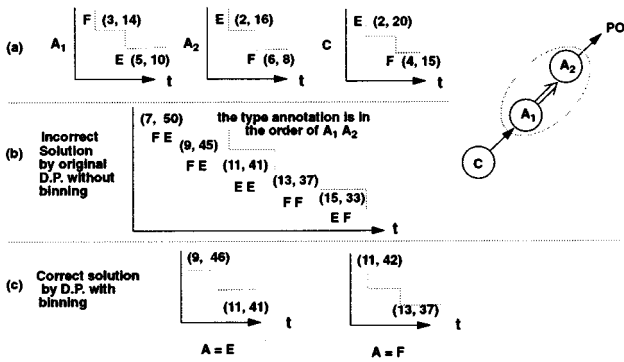 (a)
A1
F (3, 14)
E (5, 10)
t
A2
E (2, 16)
F (6, 8)
t
C
E (2, 20)
F (4, 15)
t
PO
A2
A1
C
(b)
Incorrect
Solution
by original
D.P. without
binning
(7, 50)
F E
(9, 45)
F E
the type annotation is in
the order of A1 A2
(11, 41)
E E
(13, 37)
F F
(15, 33)
E F
t
(c)
Correct solution
by D.P. with
binning
(9, 46)
(11, 41)
t
A = E
(11, 42)
(13, 37)
t
A = F